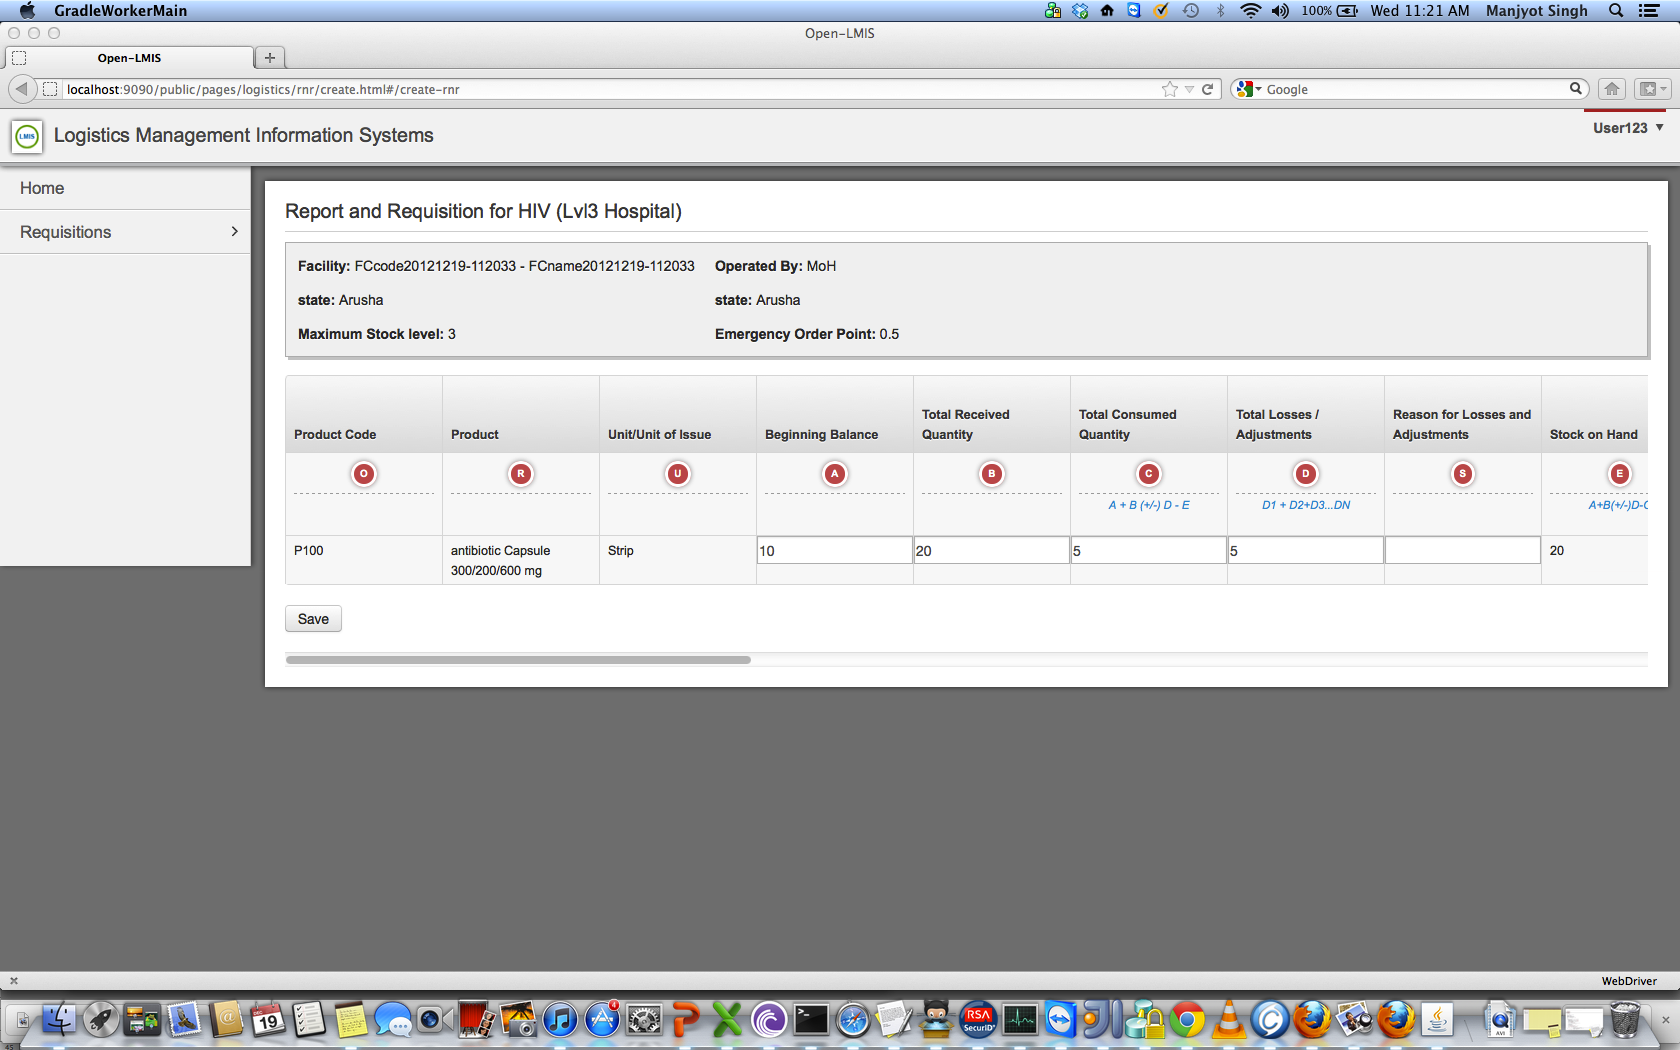 GradleWorkerMain
100%
Wed 11:21 AM
Manjyot Singh
Open-LMIS
Open-LMIS
localhost:9090/public/pages/logistics/rnr/create.html#/create-rnr
Google
LMIS
Logistics Management Information Systems
User123
Home
Requisitions
Report and Requisition for HIV (Lvl3 Hospital)
Facility: FCcode20121219-112033 - FCname20121219-112033
Operated By: MoH
state: Arusha
state: Arusha
Maximum Stock level: 3
Emergency Order Point: 0.5
Product Code
Product
Unit/Unit of Issue
Beginning Balance
Total Received
Quantity
Total Consumed
Quantity
Total Losses /
Adjustments
Reason for Losses and
Adjustments
Stock on Hand
O
R
U
A
B
C
D
S
E
A + B (+/-) D - E
D1 + D2+D3...DN
A+B(+/-)D-C
P100
antibiotic Capsule
300/200/600 mg
Strip
10
20
5
5
20
Save
WebDriver
DEC
19
4
RSA
SecurID
AVI